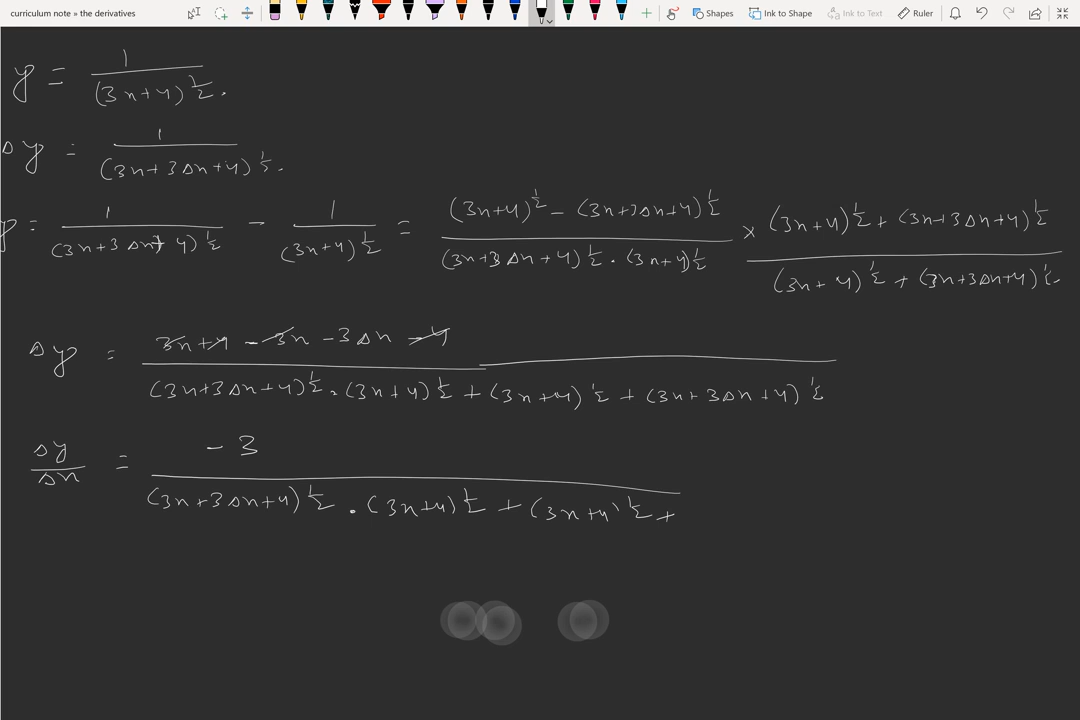 curriculum note » the derivatives Shapes Ink to Shape Ink to Text Ruler
y = 1 / (3x+4)^½.
Δy = 1 / (3x+3Δx+4)^½.
y = 1 / (3x+3Δx+4)^½ - 1 / (3x+4)^½ = (3x+4)^½ - (3x+3Δx+4)^½ / (3x+3Δx+4)^½ . (3x+4)^½ × (3x+4)^½ + (3x+3Δx+4)^½ / (3x+4)^½ + (3x+3Δx+4)^½.
Δy = 3x+4 - 3x - 3Δx - 4 / (3x+3Δx+4)^½ . (3x+4)^½ + (3x+4)^½ + (3x+3Δx+4)^½
Δy/Δx = -3 / (3x+3Δx+4)^½ . (3x+4)^½ + (3x+4)^½ +